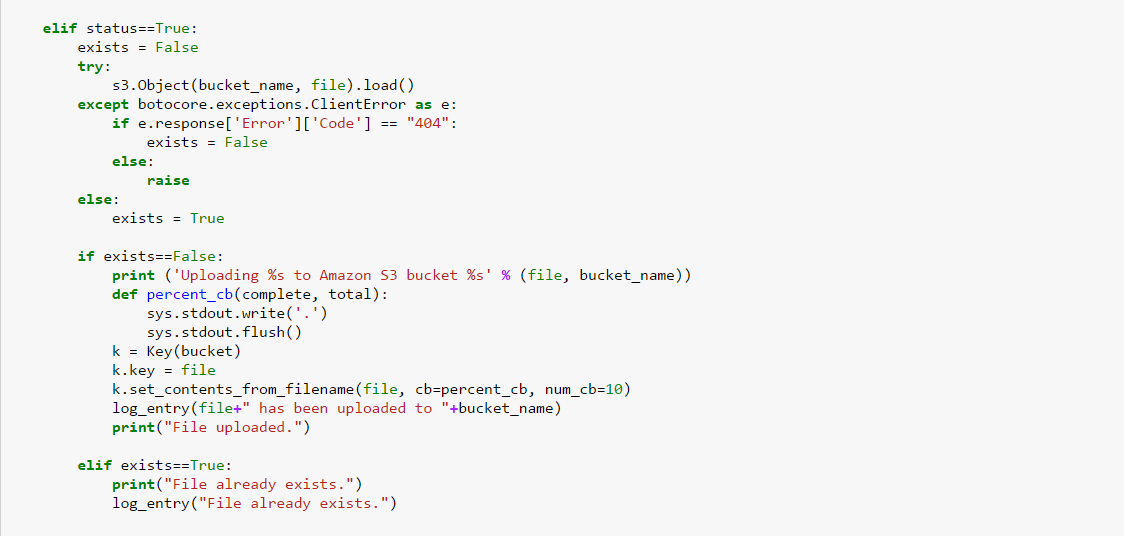 elif status==True:
    exists = False
    try:
        s3.Object(bucket_name, file).load()
    except botocore.exceptions.ClientError as e:
        if e.response['Error']['Code'] == "404":
            exists = False
        else:
            raise
    else:
        exists = True

    if exists==False:
        print ('Uploading %s to Amazon S3 bucket %s' % (file, bucket_name))
        def percent_cb(complete, total):
            sys.stdout.write('.')
            sys.stdout.flush()
        k = Key(bucket)
        k.key = file
        k.set_contents_from_filename(file, cb=percent_cb, num_cb=10)
        log_entry(file+" has been uploaded to "+bucket_name)
        print("File uploaded.")

    elif exists==True:
        print("File already exists.")
        log_entry("File already exists.")